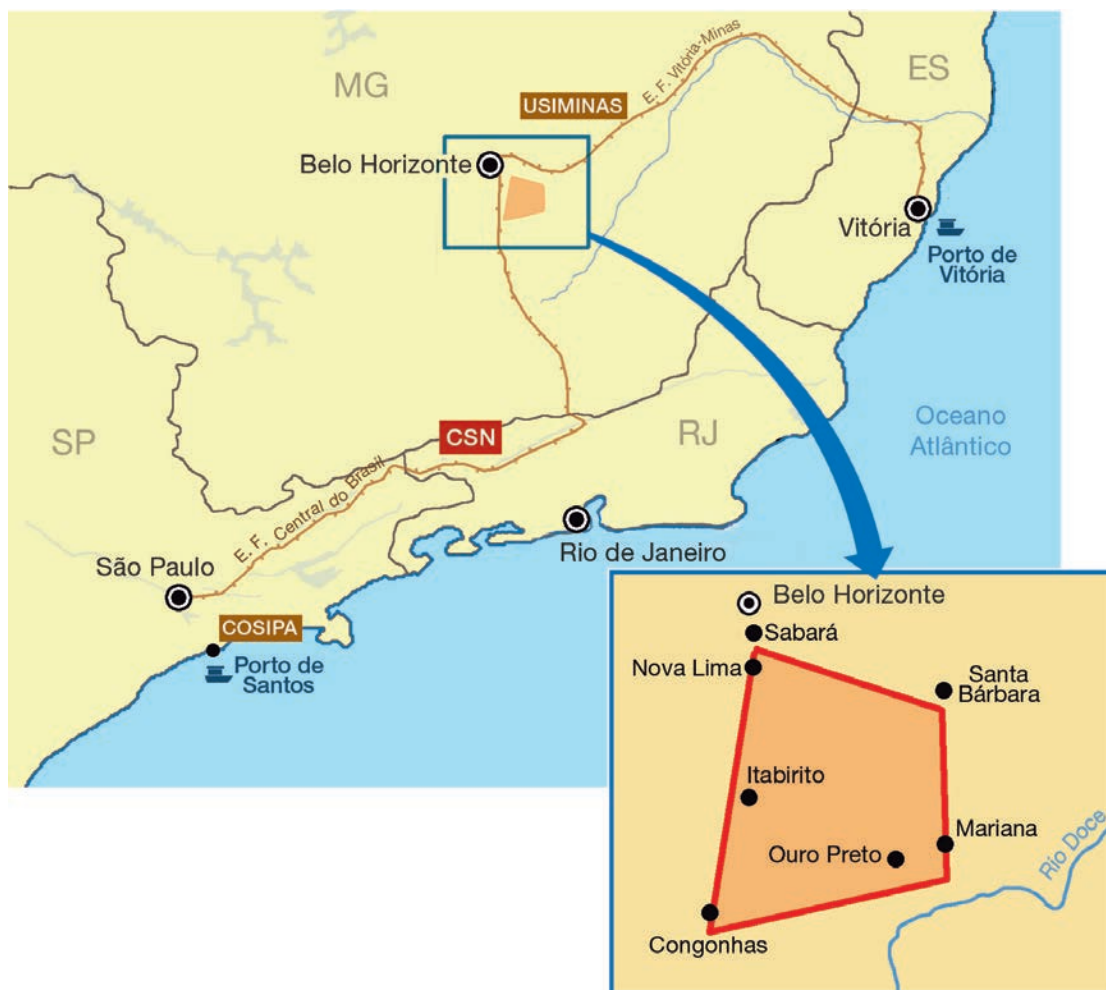 MG
ES
E. F. Vitória-Minas
USIMINAS
Belo Horizonte
Vitória
Porto de
Vitória
Oceano
Atlântico
SP
CSN
RJ
E. F. Central do Brasil
Rio de Janeiro
São Paulo
COSIPA
Porto de
Santos
Belo Horizonte
Sabará
Nova Lima
Santa
Bárbara
Itabirito
Mariana
Ouro Preto
Rio Doce
Congonhas